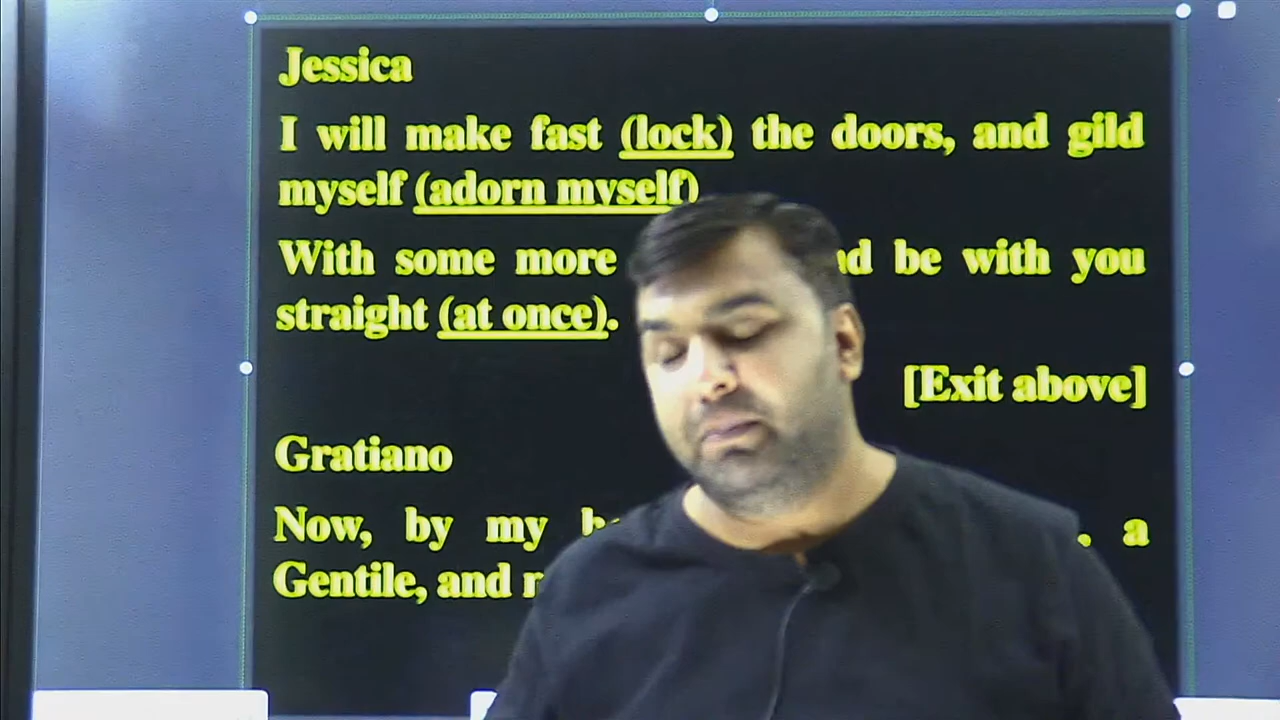 Jessica
I will make fast (lock) the doors, and gild
myself (adorn myself)
With some more be with you
straight (at once).
[Exit above]
Gratiano
Now, by my , a
Gentile, and